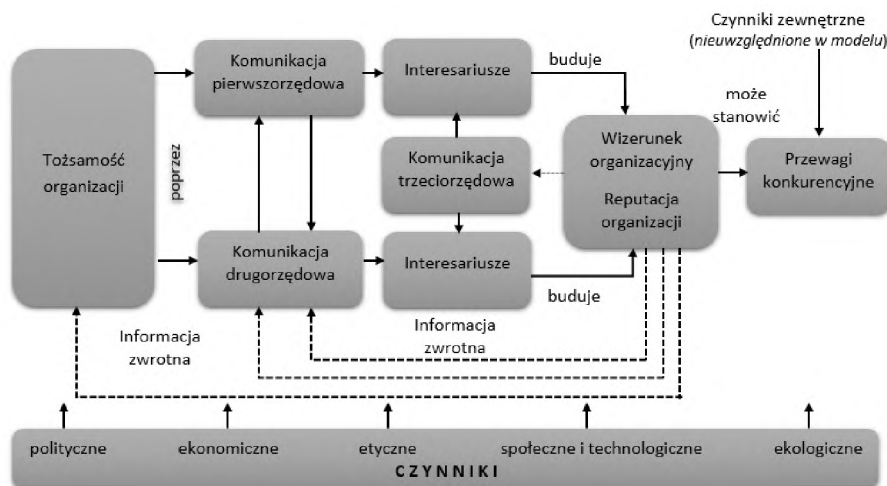 Czynniki zewnętrzne
(nieuwzględnione w modelu)
Komunikacja
pierwszorzędowa
Interesariusze
buduje
może
stanowić
Tożsamość
organizacji
poprzez
Komunikacja
trzeciorzędowa
Wizerunek
organizacyjny
Reputacja
organizacji
Przewagi
konkurencyjne
Komunikacja
drugorzędowa
Interesariusze
buduje
Informacja
zwrotna
Informacja
zwrotna
polityczne
ekonomiczne
etyczne
społeczne i technologiczne
ekologiczne
CZYNNIKI